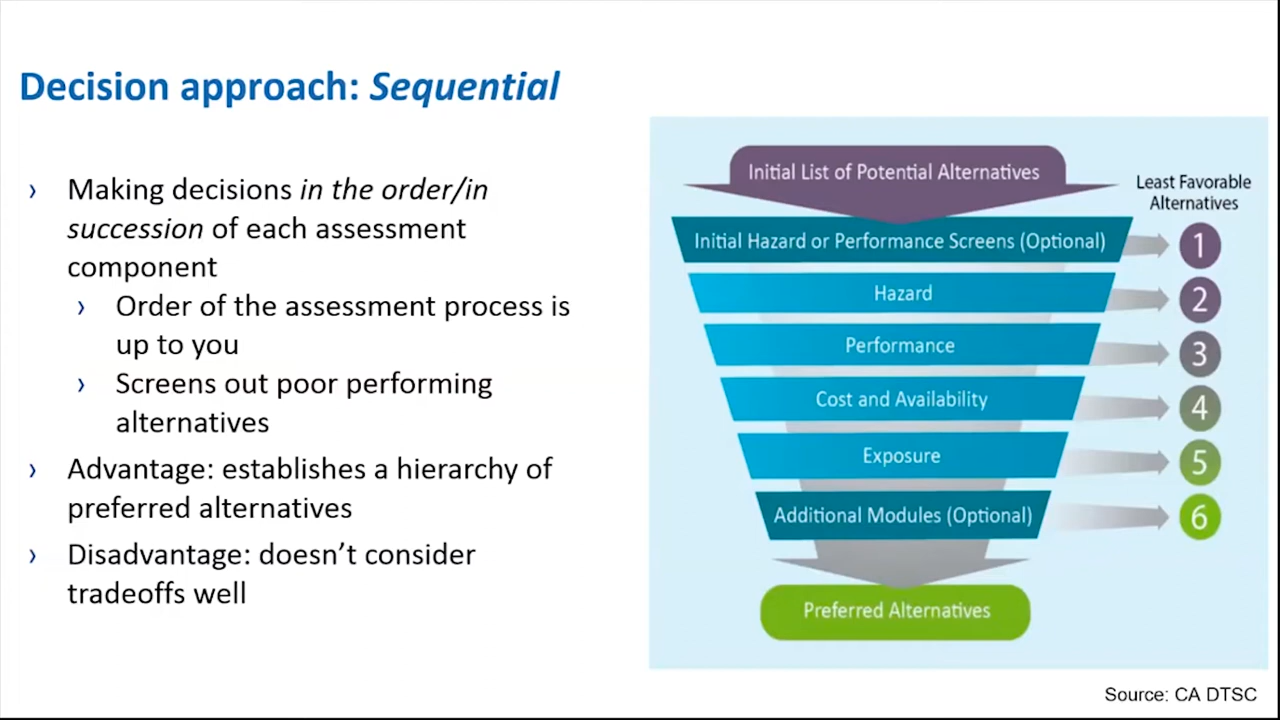 Decision approach: Sequential
› Making decisions in the order/in
succession of each assessment
component
› Order of the assessment process is
up to you
› Screens out poor performing
alternatives
› Advantage: establishes a hierarchy of
preferred alternatives
› Disadvantage: doesn’t consider
tradeoffs well
Initial List of Potential Alternatives
Least Favorable
Alternatives
Initial Hazard or Performance Screens (Optional)
1
Hazard
2
Performance
3
Cost and Availability
4
Exposure
5
Additional Modules (Optional)
6
Preferred Alternatives
Source: CA DTSC